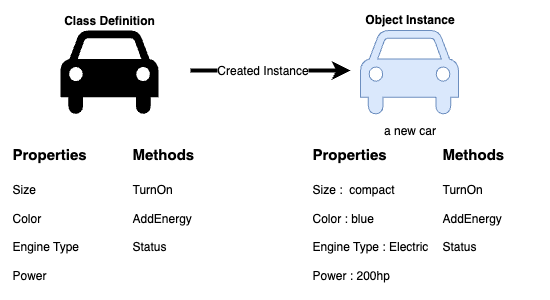 Class Definition
Object Instance
Created Instance
a new car
Properties Methods
Size TurnOn
Color AddEnergy
Engine Type Status
Power
Properties Methods
Size : compact TurnOn
Color : blue AddEnergy
Engine Type : Electric Status
Power : 200hp